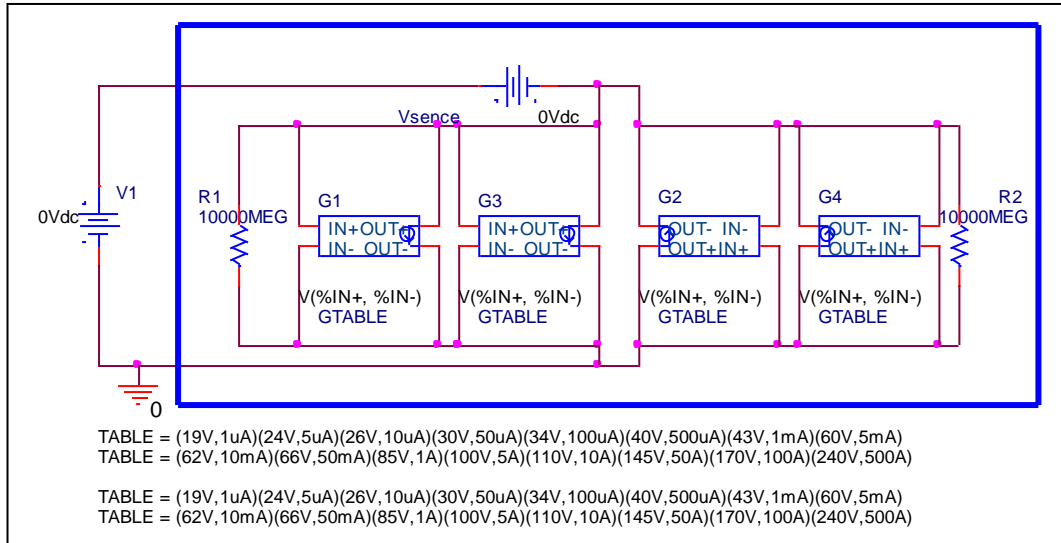 Vsence 0Vdc
V1
0Vdc
R1
10000MEG
G1
IN+OUT+
IN- OUT-
V(%IN+, %IN-)
GTABLE
G3
IN+OUT+
IN- OUT-
V(%IN+, %IN-)
GTABLE
G2
OUT- IN-
OUT+IN+
V(%IN+, %IN-)
GTABLE
G4
OUT- IN-
OUT+IN+
V(%IN+, %IN-)
GTABLE
R2
10000MEG
0
TABLE = (19V,1uA)(24V,5uA)(26V,10uA)(30V,50uA)(34V,100uA)(40V,500uA)(43V,1mA)(60V,5mA)
TABLE = (62V,10mA)(66V,50mA)(85V,1A)(100V,5A)(110V,10A)(145V,50A)(170V,100A)(240V,500A)
TABLE = (19V,1uA)(24V,5uA)(26V,10uA)(30V,50uA)(34V,100uA)(40V,500uA)(43V,1mA)(60V,5mA)
TABLE = (62V,10mA)(66V,50mA)(85V,1A)(100V,5A)(110V,10A)(145V,50A)(170V,100A)(240V,500A)